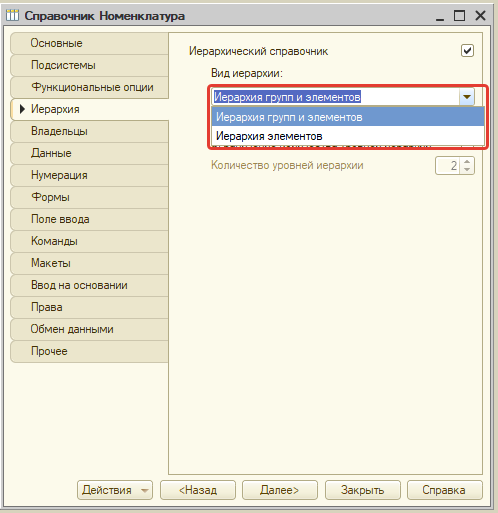 Справочник Номенклатура
Основные
Подсистемы
Функциональные опции
Иерархия
Владельцы
Данные
Нумерация
Формы
Поле ввода
Команды
Макеты
Ввод на основании
Права
Обмен данными
Прочее
Иерархический справочник
Вид иерархии:
Иерархия групп и элементов
Иерархия групп и элементов
Иерархия элементов
Количество уровней иерархии
2
Действия
<Назад
Далее>
Закрыть
Справка